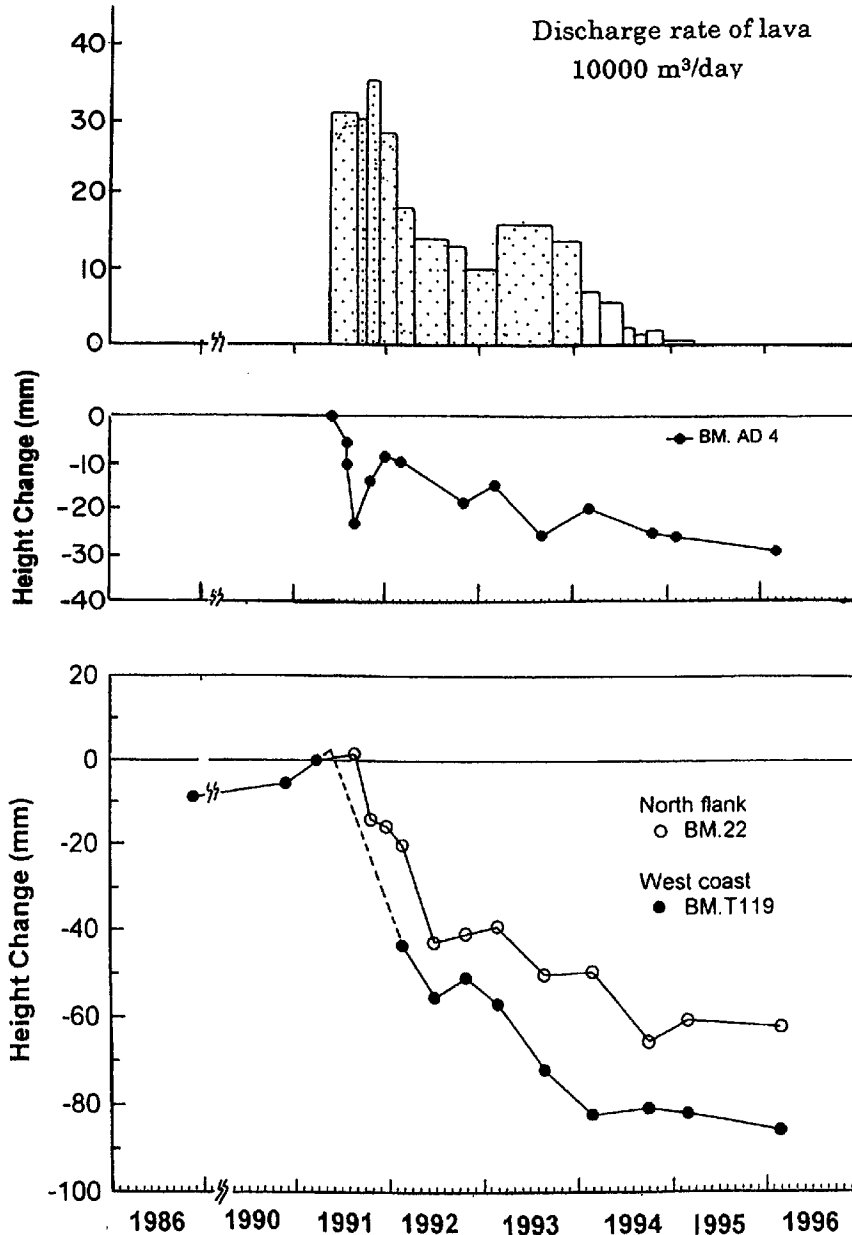 Discharge rate of lava
10000 m³/day
40
30
20
10
0
Height Change (mm)
0
-10
-20
-30
-40
BM. AD 4
Height Change (mm)
20
0
-20
-40
-60
-80
-100
North flank
BM.22
West coast
BM.T119
1986 1990 1991 1992 1993 1994 1995 1996